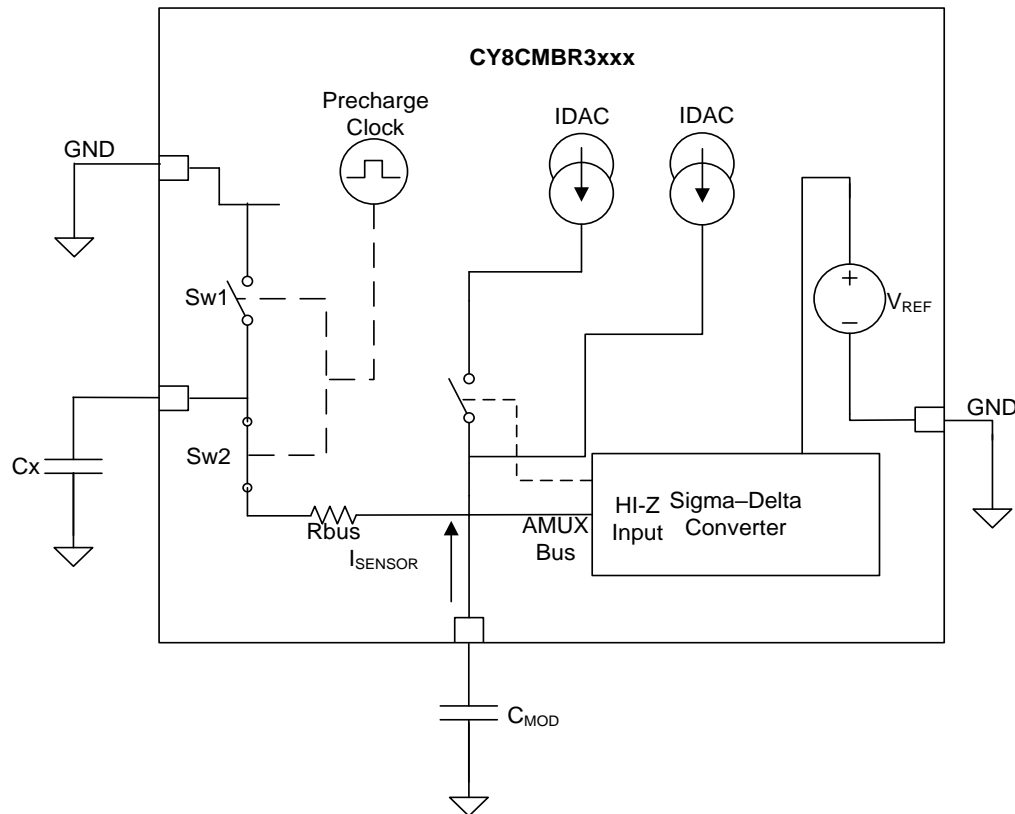 CY8CMBR3xxx
Precharge
Clock
IDAC
IDAC
GND
Sw1
+
–
VREF
GND
Cx
Sw2
Rbus
ISENSOR
AMUX
Bus
HI-Z
Input
Sigma–Delta
Converter
CMOD